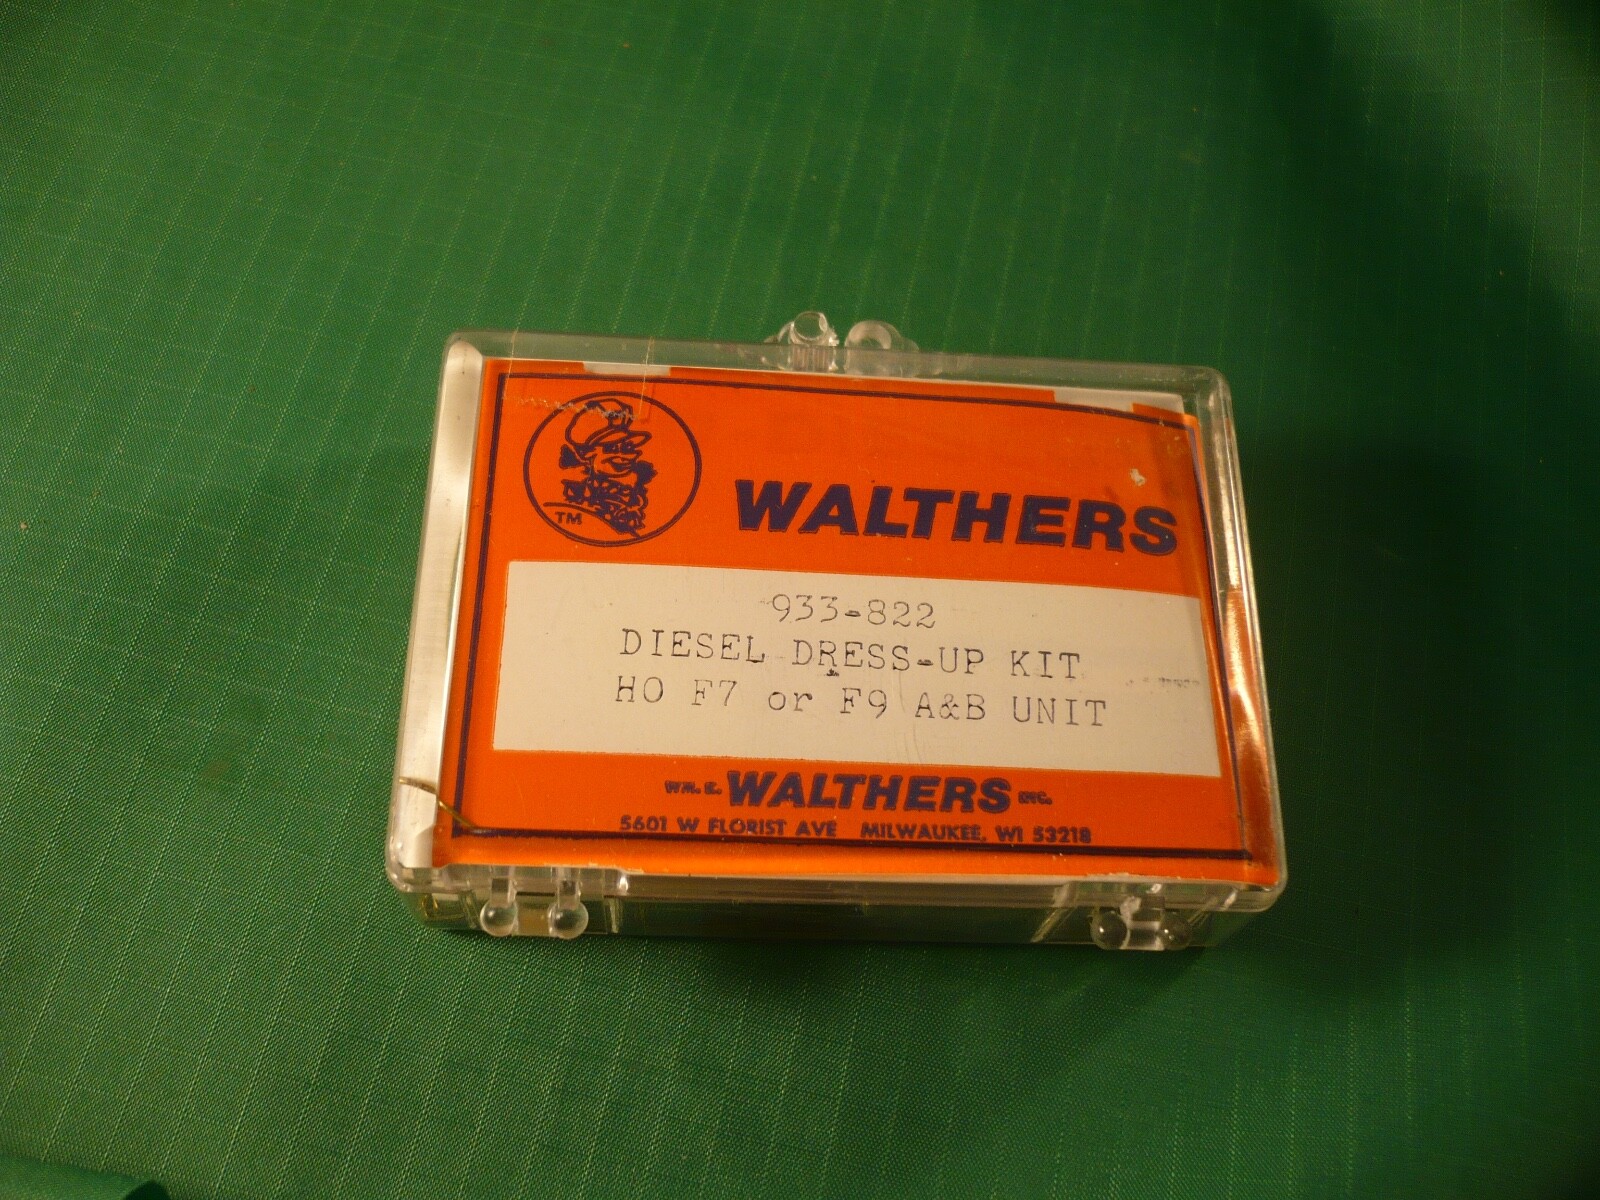 TM
WALTHERS
933-822
DIESEL DRESS-UP KIT
HO F7 or F9 A&B UNIT
WM. K. WALTHERS INC.
5601 W FLORIST AVE MILWAUKEE, WI 53218